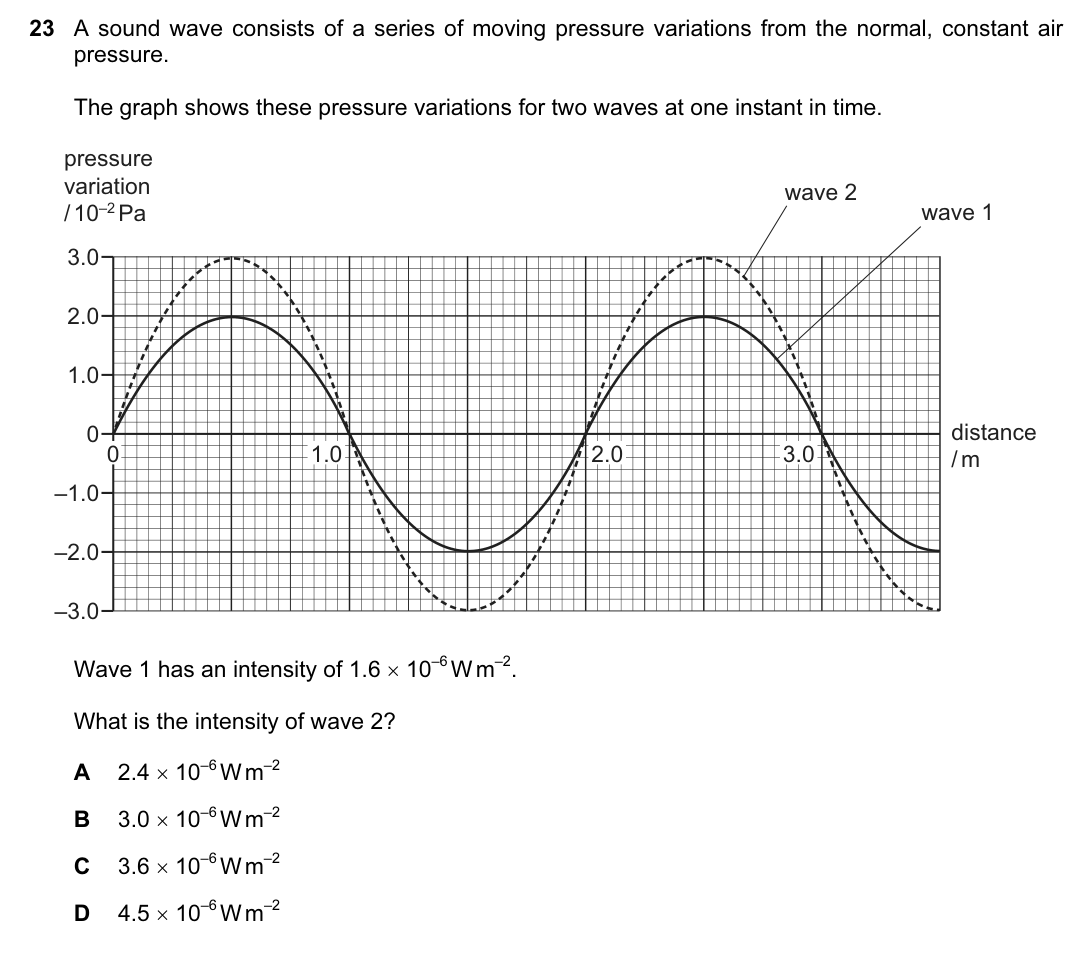 23 A sound wave consists of a series of moving pressure variations from the normal, constant air
pressure.
The graph shows these pressure variations for two waves at one instant in time.
pressure
variation
/ 10⁻² Pa
wave 2
wave 1
3.0
2.0
1.0
0
–1.0
–2.0
–3.0
0
1.0
2.0
3.0
distance
/ m
Wave 1 has an intensity of 1.6 × 10⁻⁶ W m⁻².
What is the intensity of wave 2?
A 2.4 × 10⁻⁶ W m⁻²
B 3.0 × 10⁻⁶ W m⁻²
C 3.6 × 10⁻⁶ W m⁻²
D 4.5 × 10⁻⁶ W m⁻²